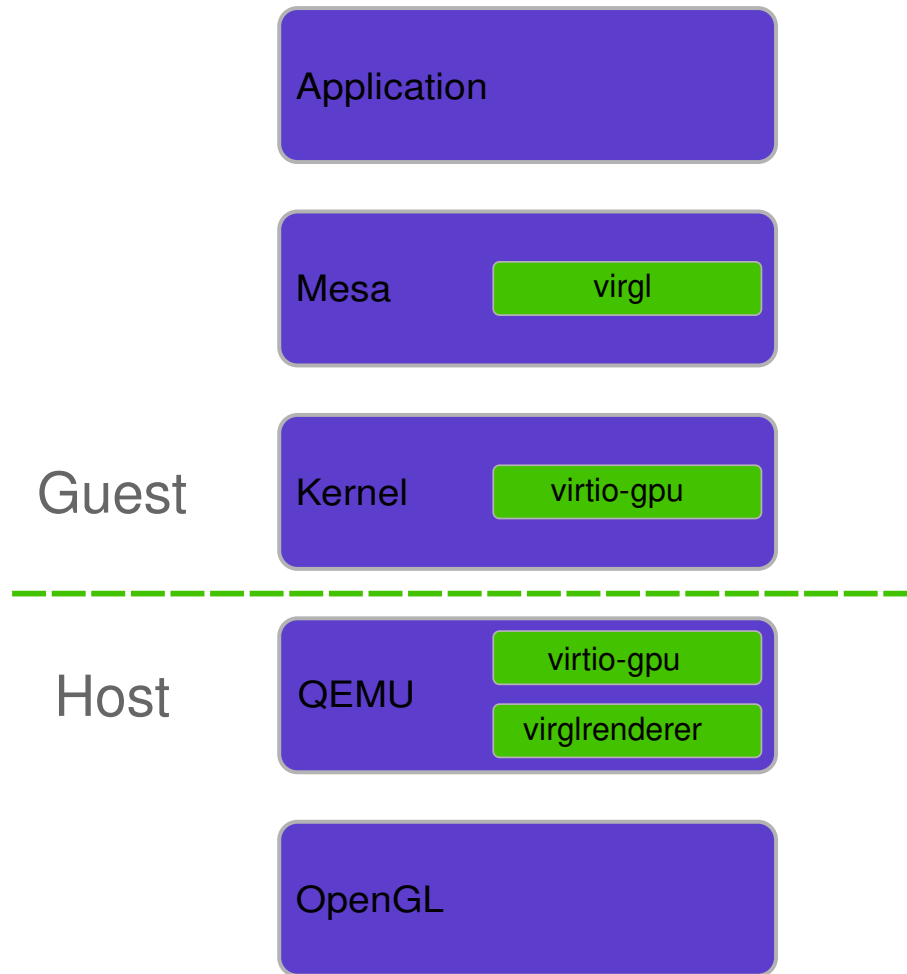 Application
Mesa
virgl
Guest
Kernel
virtio-gpu
Host
QEMU
virtio-gpu
virglrenderer
OpenGL